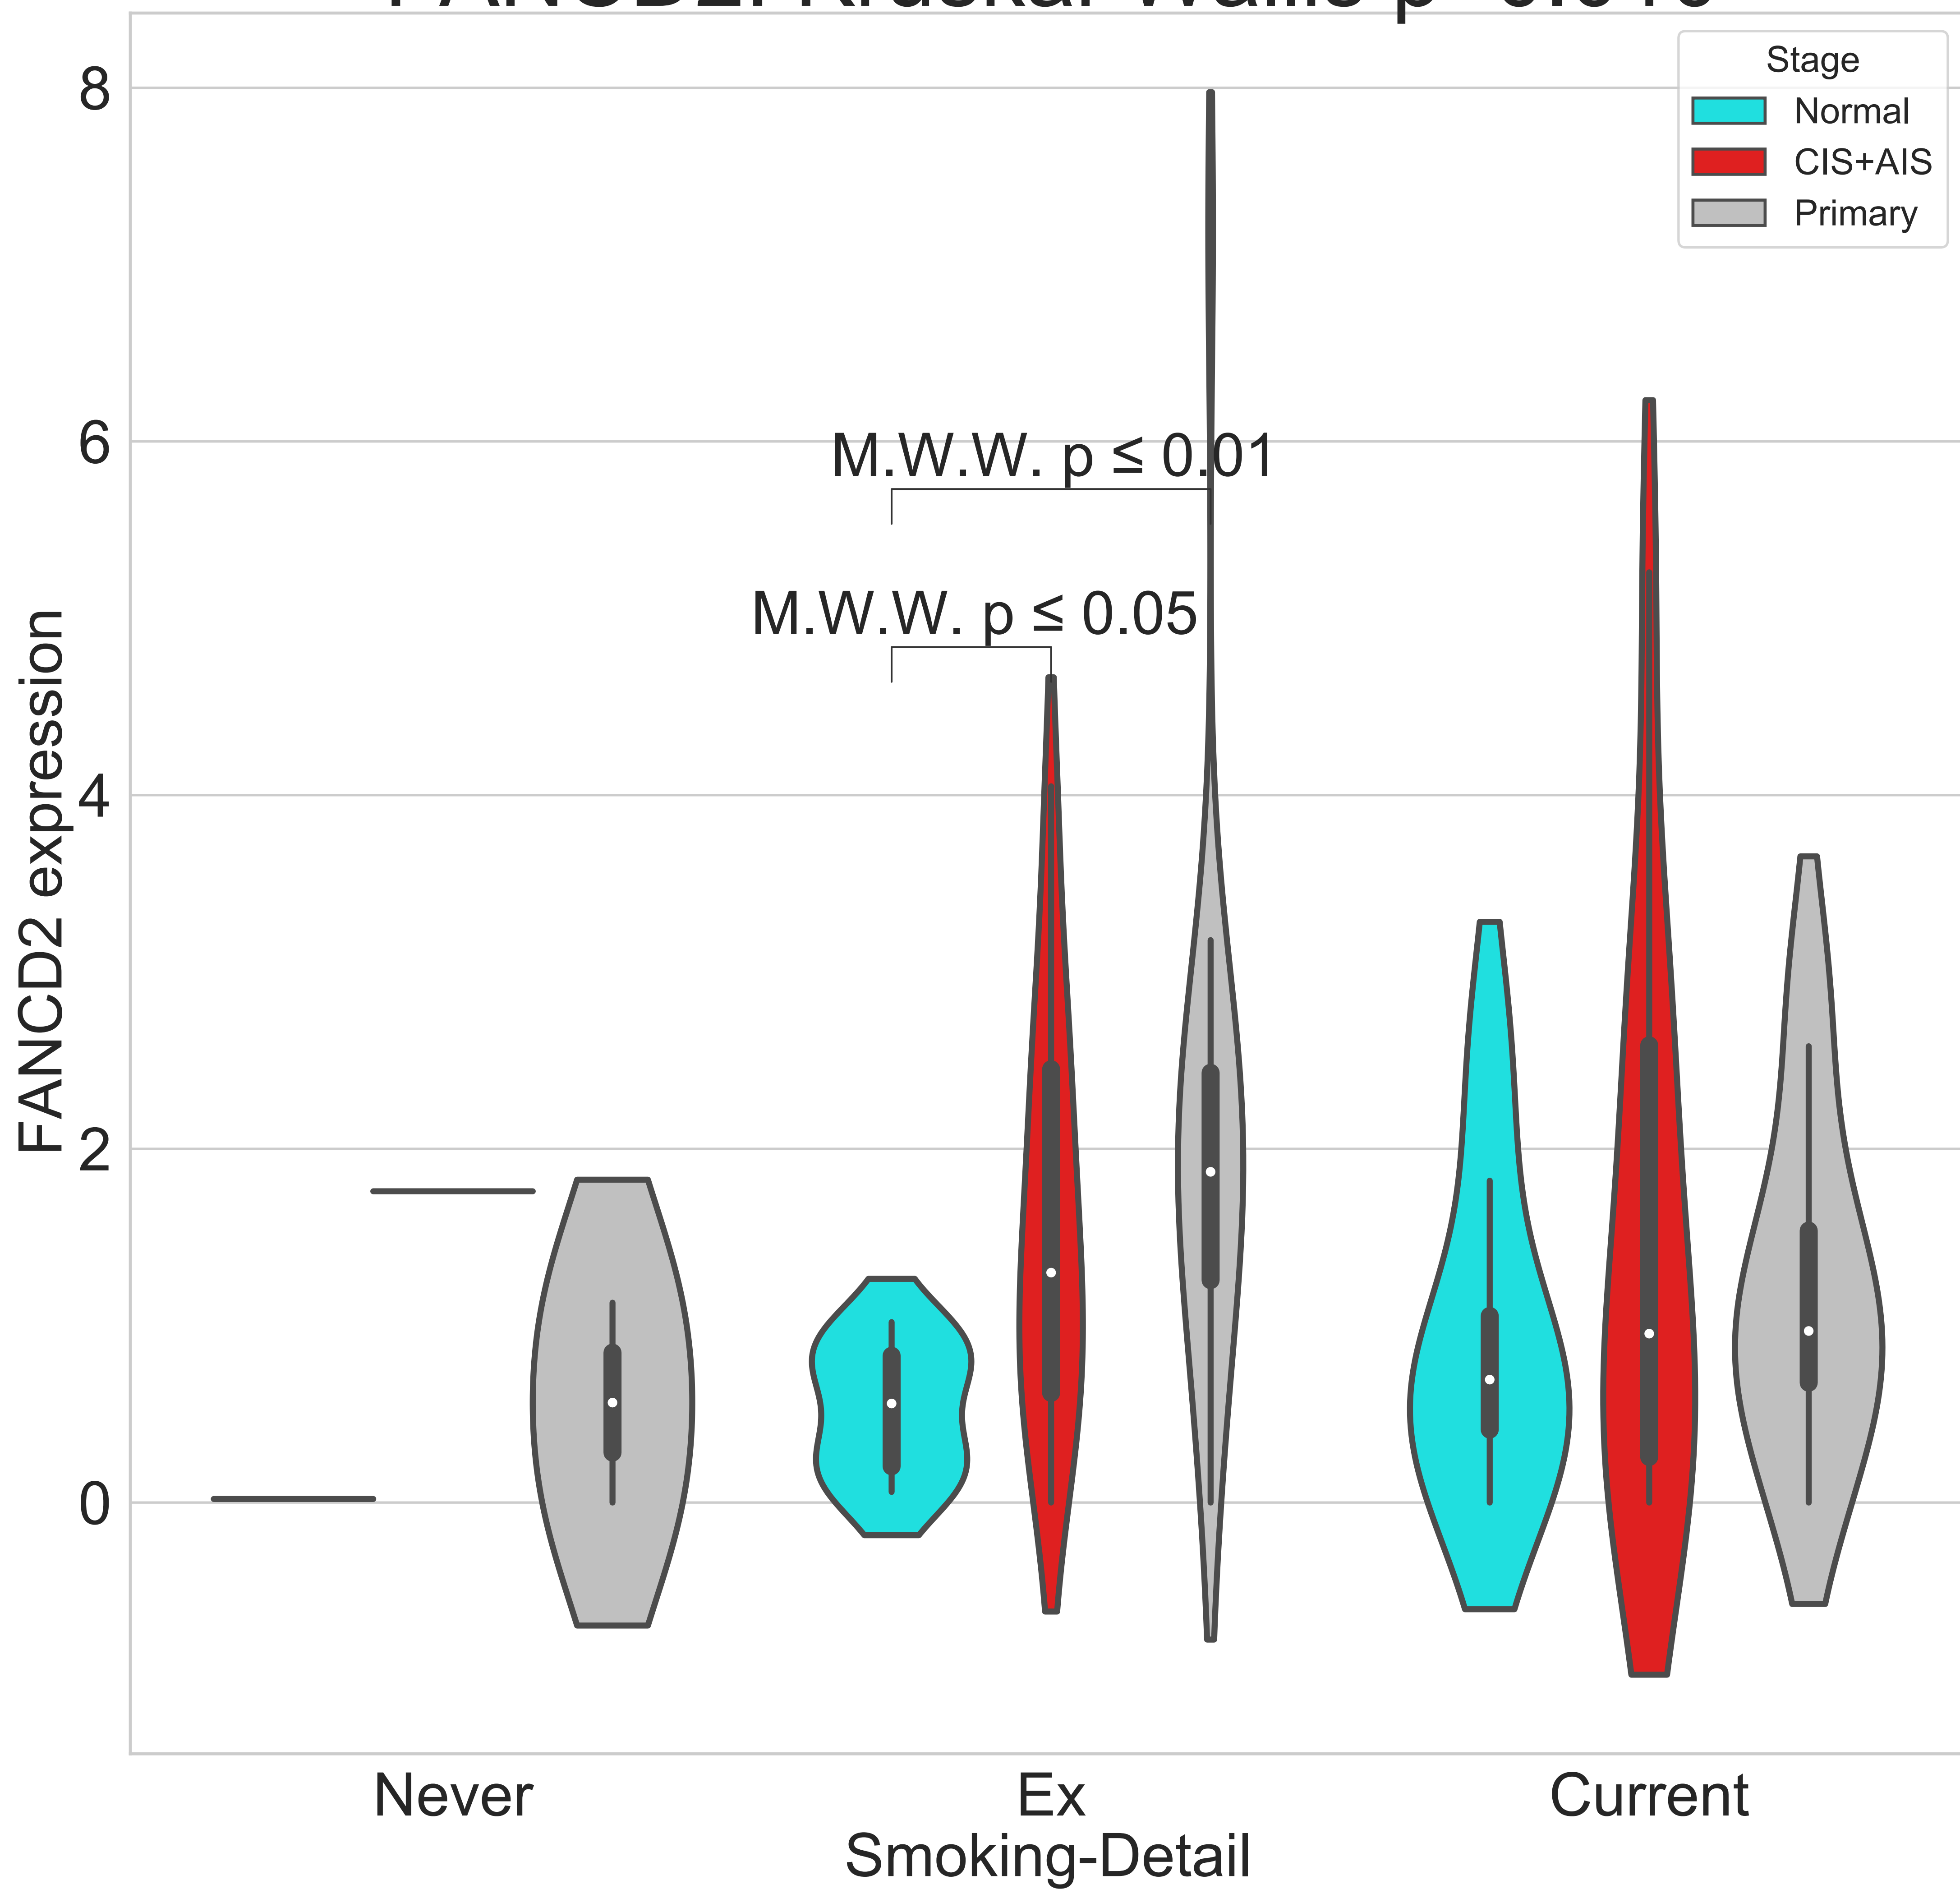 Stage
Normal
CIS+AIS
Primary
8
6
4
2
0
FANCD2 expression
M.W.W. p ≤ 0.01
M.W.W. p ≤ 0.05
Never
Ex
Current
Smoking-Detail